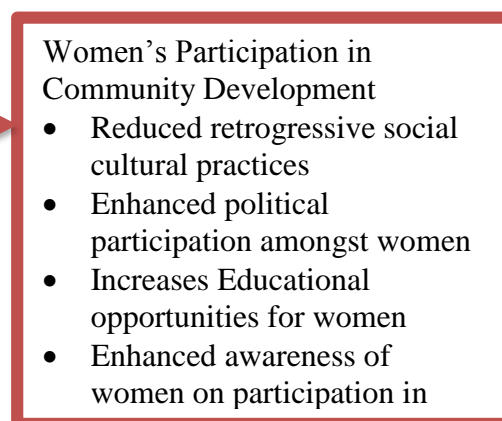 Women’s Participation in
Community Development
• Reduced retrogressive social
cultural practices
• Enhanced political
participation amongst women
• Increases Educational
opportunities for women
• Enhanced awareness of
women on participation in